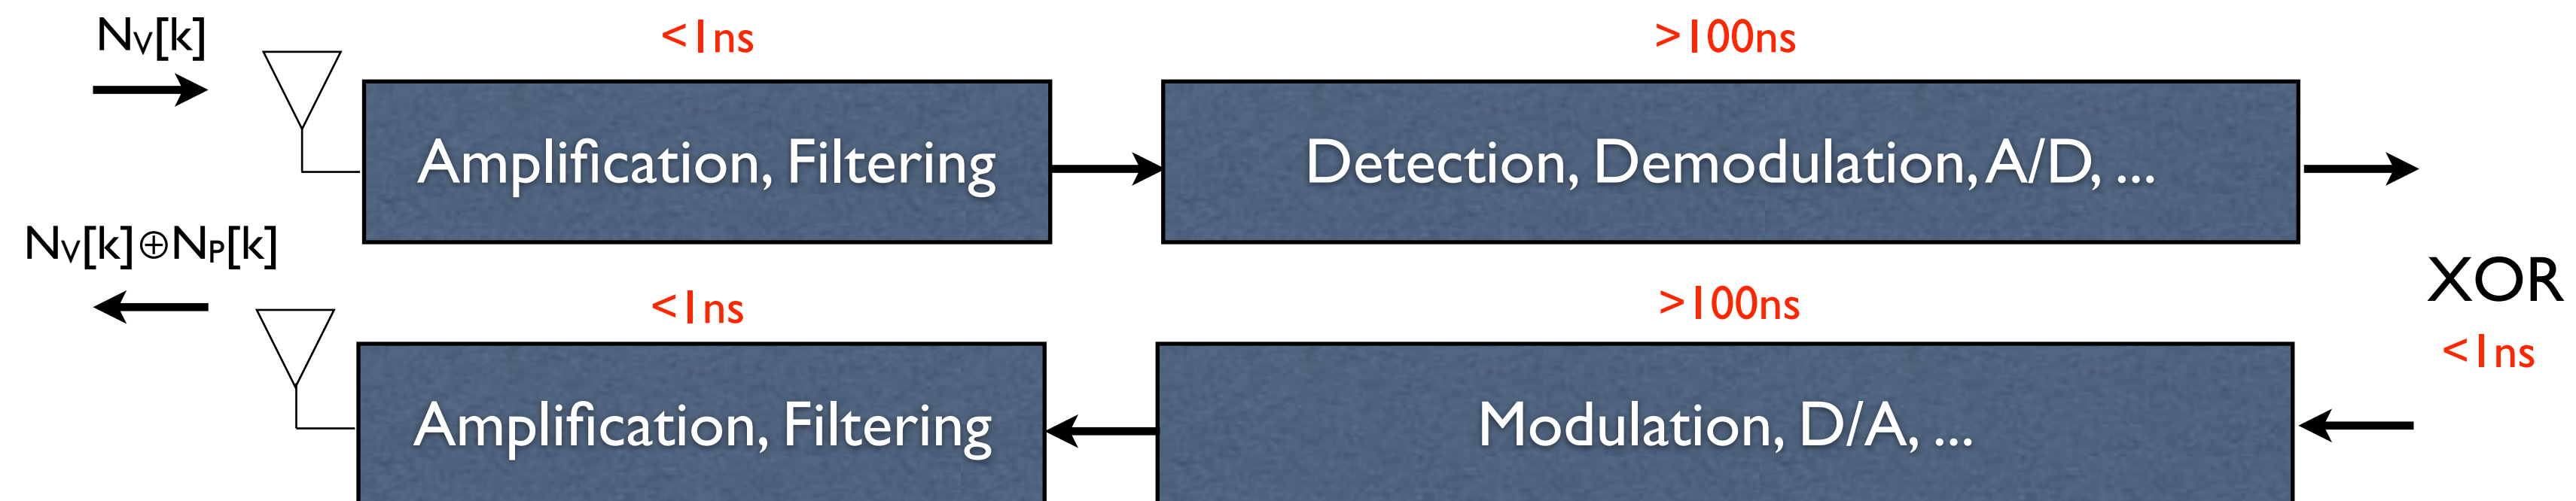 NV[k]
<1ns
>100ns
Amplification, Filtering
Detection, Demodulation, A/D, ...
NV[k]⊕NP[k]
<1ns
>100ns
XOR
<1ns
Amplification, Filtering
Modulation, D/A, ...